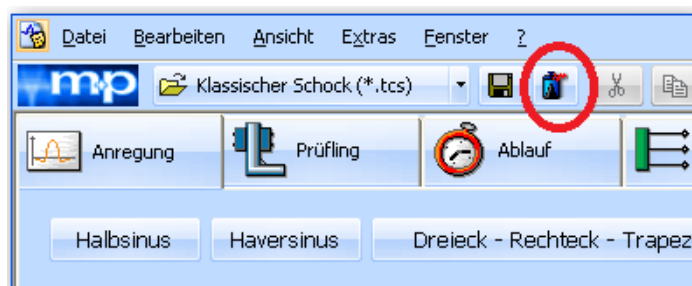 Datei Bearbeiten Ansicht Extras Fenster ?
m+p Klassischer Schock (*.tcs)
Anregung Prüfling Ablauf
Halbsinus Haversinus Dreieck - Rechteck - Trapez